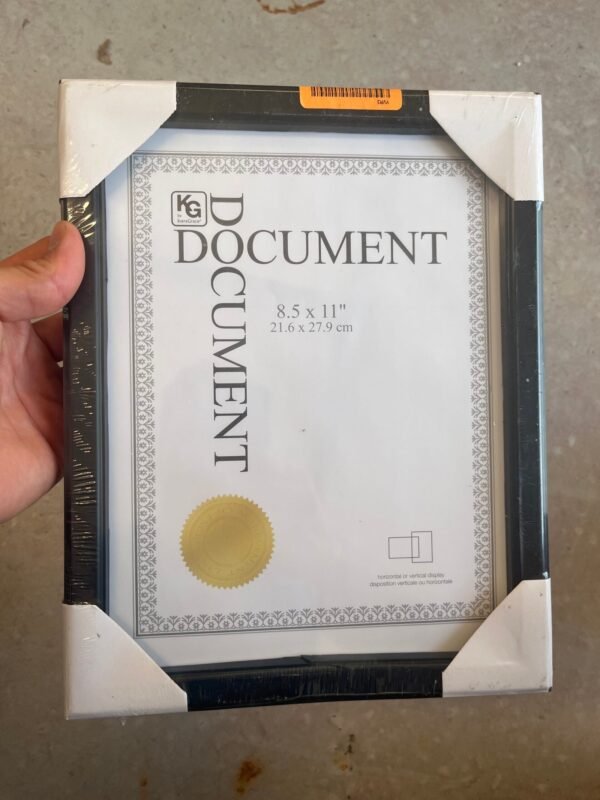 KG
DOCUMENT
DOCUMENT
8.5 x 11"
21.6 x 27.9 cm
horizontal or vertical display
disposition verticale ou horizontale